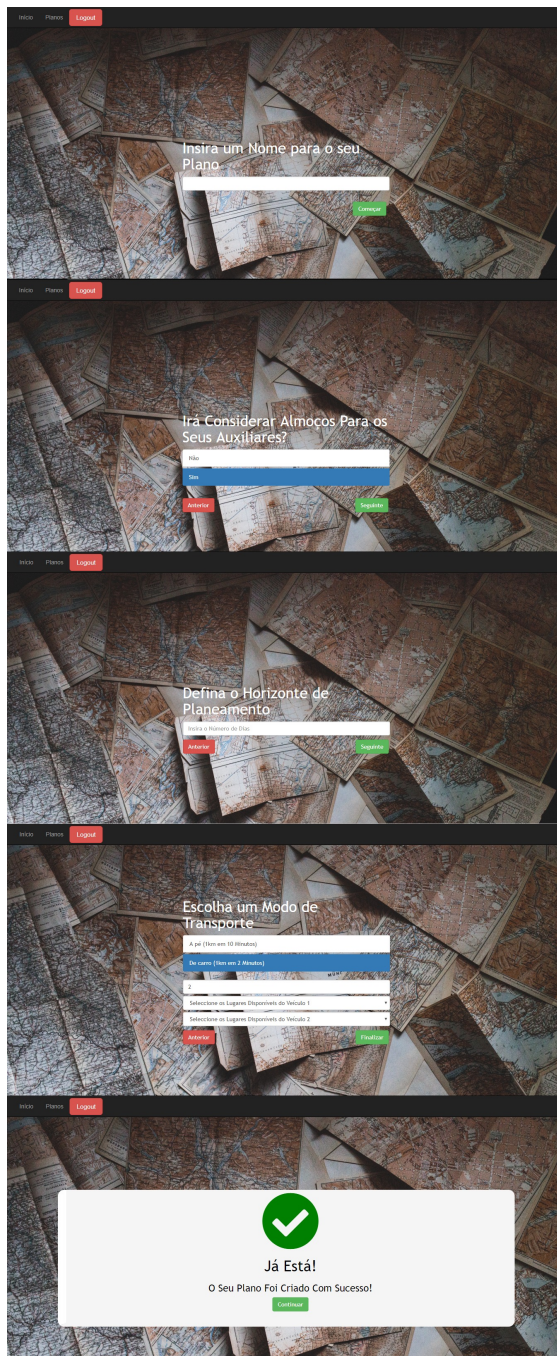 Início Planos Logout
Insira um Nome para o seu
Plano
Começar
Início Planos Logout
Irá Considerar Almoços Para os
Seus Auxiliares?
Não
Sim
Anterior Seguinte
Início Planos Logout
Defina o Horizonte de
Planeamento
Insira o Número de Dias
Anterior Seguinte
Início Planos Logout
Escolha um Modo de
Transporte
A pé (1km em 10 Minutos)
De carro (1km em 2 Minutos)
2
Seleccione os Lugares Disponíveis do Veículo 1
Seleccione os Lugares Disponíveis do Veículo 2
Anterior Finalizar
Início Planos Logout
Já Está!
O Seu Plano Foi Criado Com Sucesso!
Continuar